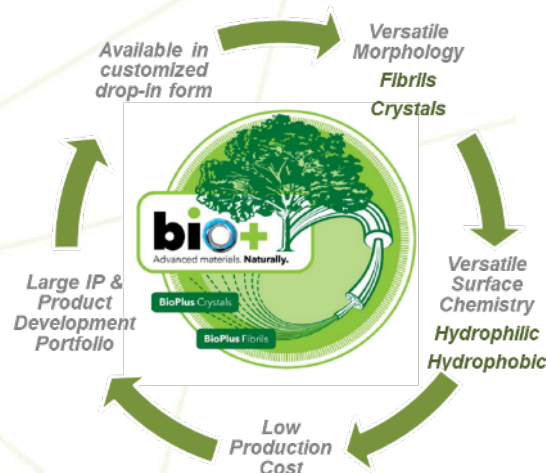 Available in
customized
drop-in form
Versatile
Morphology
Fibrils
Crystals
Versatile
Surface
Chemistry
Hydrophilic
Hydrophobic
Low
Production
Cost
Large IP &
Product
Development
Portfolio
bio+
Advanced materials. Naturally.
BioPlus Crystals
BioPlus Fibrils